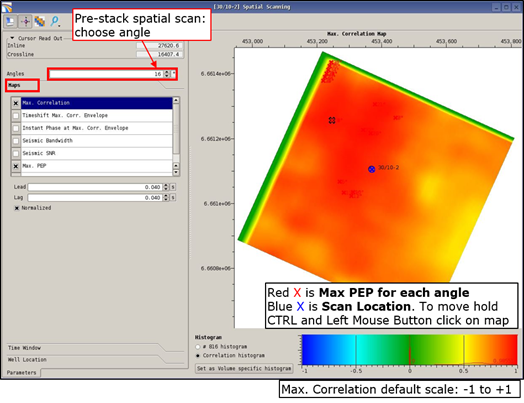 [30/10-2] Spatial Scanning
Pre-stack spatial scan:
choose angle
Cursor Read Out
Inline 27620.6
Crossline 16407.4
Angles 16 °
Maps
Max. Correlation
Timeshift Max. Corr. Envelope
Instant Phase at Max. Corr. Envelope
Seismic Bandwidth
Seismic SNR
Max. PEP
Lead 0.040 s
Lag 0.040 s
Normalized
Time Window
Well Location
Parameters
Max. Correlation Map
453,000 453,200 453,400 453,600 453,800
6.6614e+06
6.6612e+06
6.661e+06
6.6608e+06
30/10-2
Red X is Max PEP for each angle
Blue X is Scan Location. To move hold
CTRL and Left Mouse Button click on map
Histogram
# 816 histogram
Correlation histogram
Set as Volume specific histogram
-1 -0.5 0 0.5 1
Max. Correlation default scale: -1 to +1